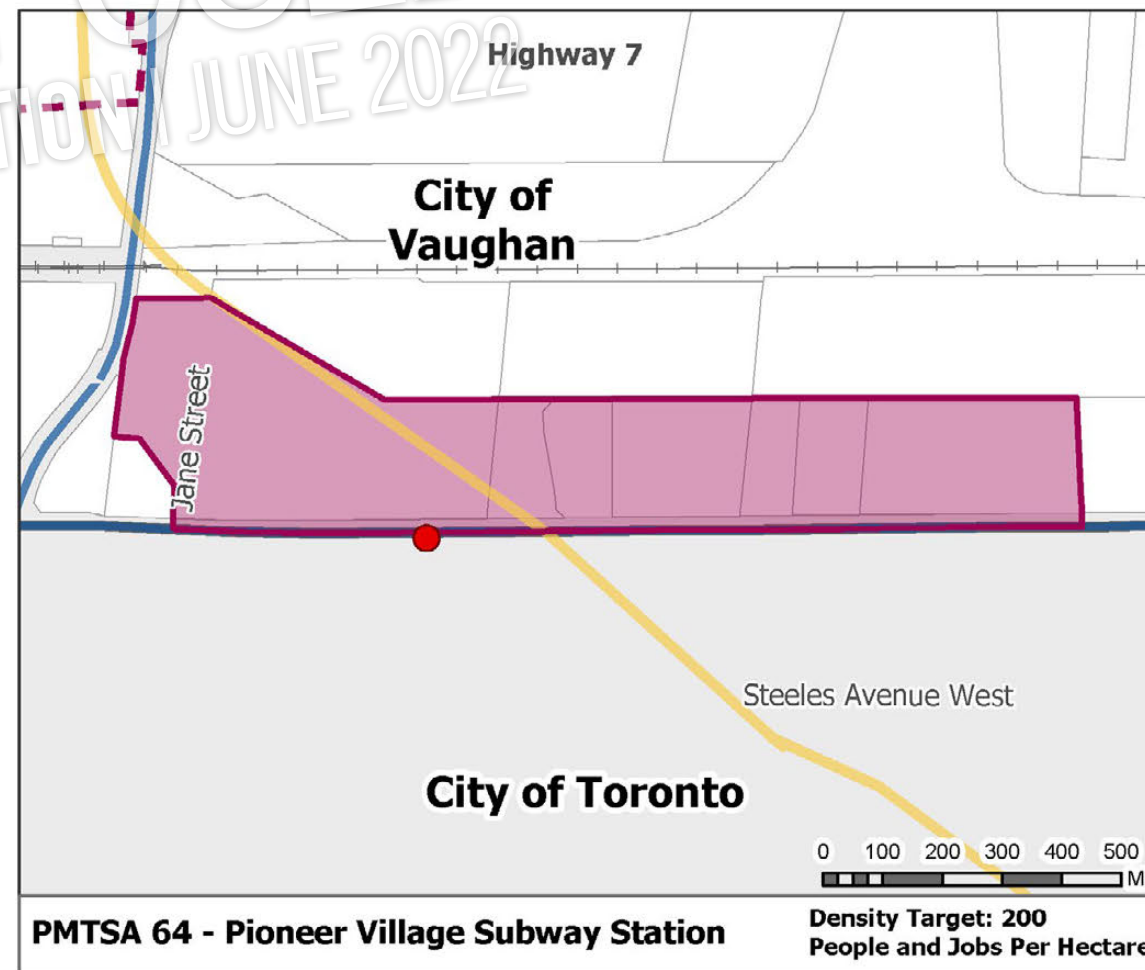 JUNE 2022
Highway 7
City of
Vaughan
Jane Street
Steeles Avenue West
City of Toronto
0 100 200 300 400 500
M
PMTSA 64 - Pioneer Village Subway Station
Density Target: 200
People and Jobs Per Hectare